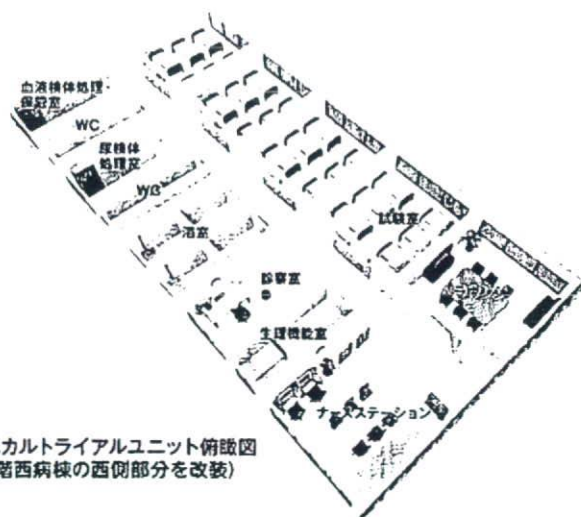 血液検体処理・
保管室
WC
尿検体
処理室
WC
浴室
試験室
診察室
生理機能室
ナースステーション
カルトライアルユニット俯瞰図
階西病棟の西側部分を改装)